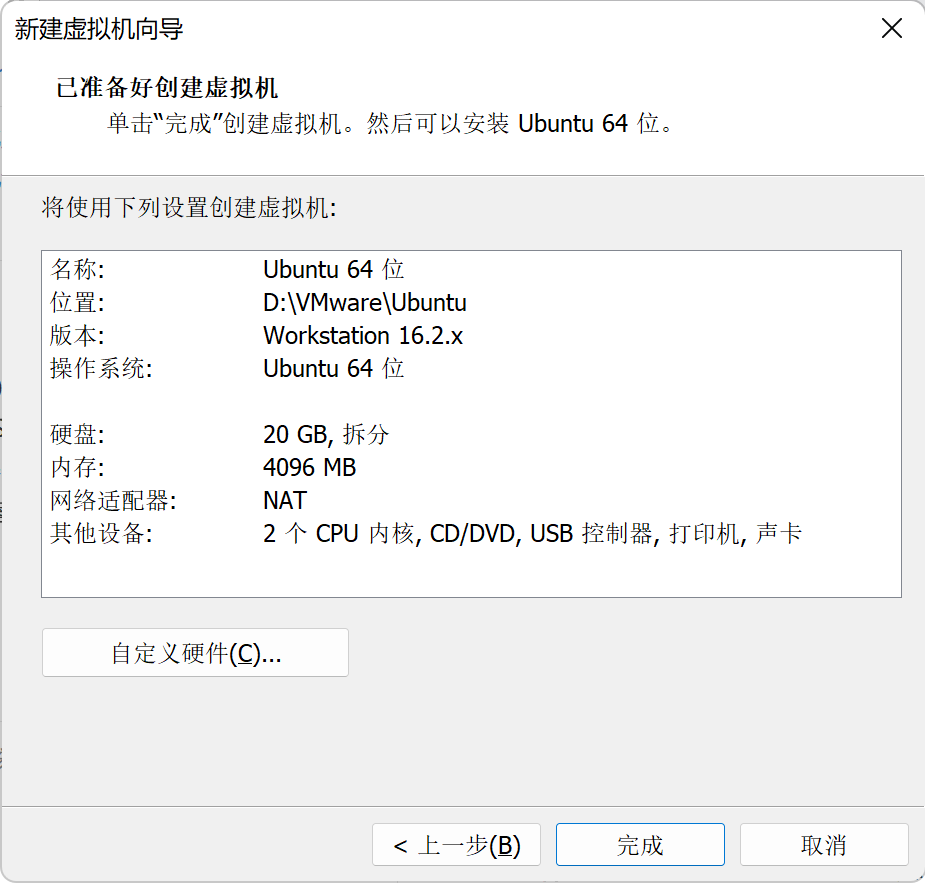 新建虚拟机向导
已准备好创建虚拟机
单击“完成”创建虚拟机。然后可以安装 Ubuntu 64 位。
将使用下列设置创建虚拟机:
名称: Ubuntu 64 位
位置: D:\VMware\Ubuntu
版本: Workstation 16.2.x
操作系统: Ubuntu 64 位
硬盘: 20 GB, 拆分
内存: 4096 MB
网络适配器: NAT
其他设备: 2 个 CPU 内核, CD/DVD, USB 控制器, 打印机, 声卡
自定义硬件(C)...
< 上一步(B) 完成 取消